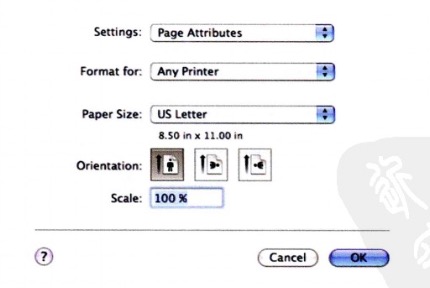 Settings: Page Attributes
Format for: Any Printer
Paper Size: US Letter
8.50 in x 11.00 in
Orientation:
Scale: 100 %
?
Cancel OK